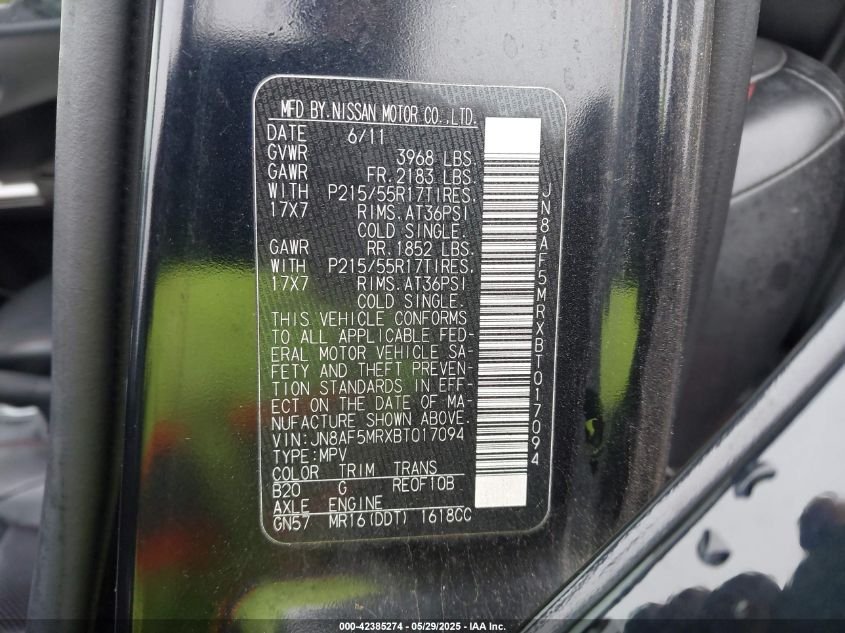 MFD BY.NISSAN MOTOR CO.,LTD.
DATE 6/11
GVWR 3968 LBS.
GAWR FR.2183 LBS.
WITH P215/55R17TIRES.
17X7 RIMS.AT36PSI
COLD SINGLE.
GAWR RR.1852 LBS.
WITH P215/55R17TIRES.
17X7 RIMS.AT36PSI
COLD SINGLE.
THIS VEHICLE CONFORMS
TO ALL APPLICABLE FED-
ERAL MOTOR VEHICLE SA-
FETY AND THEFT PREVEN-
TION STANDARDS IN EFF-
ECT ON THE DATE OF MA-
NUFACTURE SHOWN ABOVE.
VIN:JN8AF5MRXBT017094
TYPE:MPV
COLOR TRIM TRANS
B20 G RE0F10B
AXLE ENGINE
GN57 MR16(DDT) 1618CC
JN8AF5MRXBT017094
000-42385274 05/29/2025 - IAA Inc.